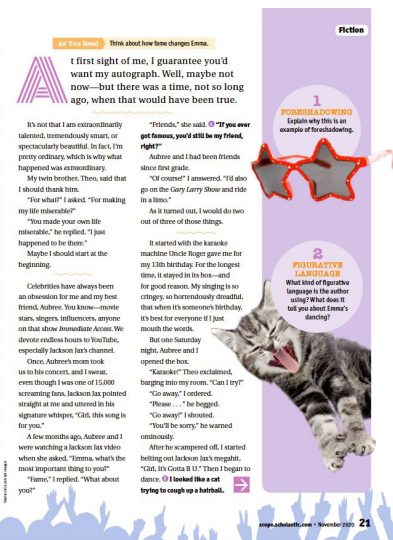 Fiction
As You Read Think about how fame changes Emma.
At first sight of me, I guarantee you'd
want my autograph. Well, maybe not
now—but there was a time, not so long
ago, when that would have been true.
It's not that I am extraordinarily
talented, tremendously smart, or
spectacularly beautiful. In fact, I'm
pretty ordinary, which is why what
happened was extraordinary.
My twin brother, Theo, said that
I should thank him.
"For what?" I asked. "For making
my life miserable?"
"You made your own life
miserable," he replied. "I just
happened to be there."
Maybe I should start at the
beginning.
Celebrities have always been
an obsession for me and my best
friend, Aubree. You know—movie
stars, singers, influencers, anyone
on that show Immediate Access. We
devote endless hours to YouTube,
especially Jackson Jax's channel.
Once, Aubree's mom took
us to his concert, and I swear,
even though I was one of 15,000
screaming fans, Jackson Jax pointed
straight at me and uttered in his
signature whisper, "Girl, this song is
for you."
A few months ago, Aubree and I
were watching a Jackson Jax video
when she asked, "Emma, what's the
most important thing to you?"
"Fame," I replied. "What about
you?"
"Friends," she said. 1 "If you ever
got famous, you'd still be my friend,
right?"
Aubree and I had been friends
since first grade.
"Of course!" I answered. "I'd also
go on the Gary Larry Show and ride
in a limo."
As it turned out, I would do two
out of three of those things.
It started with the karaoke
machine Uncle Roger gave me for
my 13th birthday. For the longest
time, it stayed in its box—and
for good reason. My singing is so
cringey, so horrendously dreadful,
that when it's someone's birthday,
it's best for everyone if I just
mouth the words.
But one Saturday
night, Aubree and I
opened the box.
"Karaoke!" Theo exclaimed,
barging into my room. "Can I try?"
"Go away," I ordered.
"Please . . ." he begged.
"Go away!" I shouted.
"You'll be sorry," he warned
ominously.
After he scampered off, I started
belting out Jackson Jax's megahit,
"Girl, It's Gotta B U." Then I began to
dance. 2 I looked like a cat
trying to cough up a hairball.
1
FORESHADOWING
Explain why this is an
example of foreshadowing.
2
FIGURATIVE
LANGUAGE
What kind of figurative
language is the author
using? What does it
tell you about Emma's
dancing?
scope.scholastic.com • November 2020 21